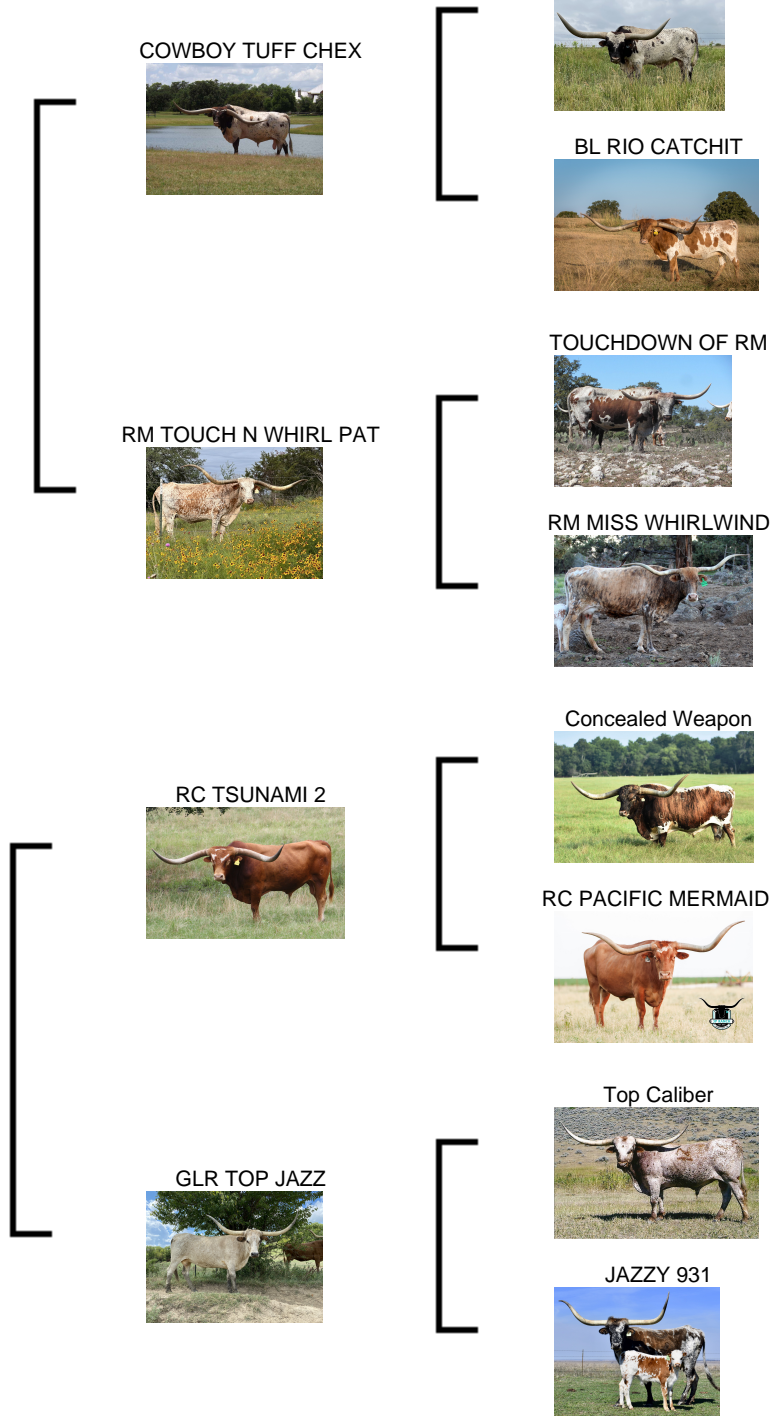 COWBOY TUFF CHEX
BL RIO CATCHIT
TOUCHDOWN OF RM
RM TOUCH N WHIRL PAT
RM MISS WHIRLWIND
Concealed Weapon
RC TSUNAMI 2
RC PACIFIC MERMAID
Top Caliber
GLR TOP JAZZ
JAZZY 931